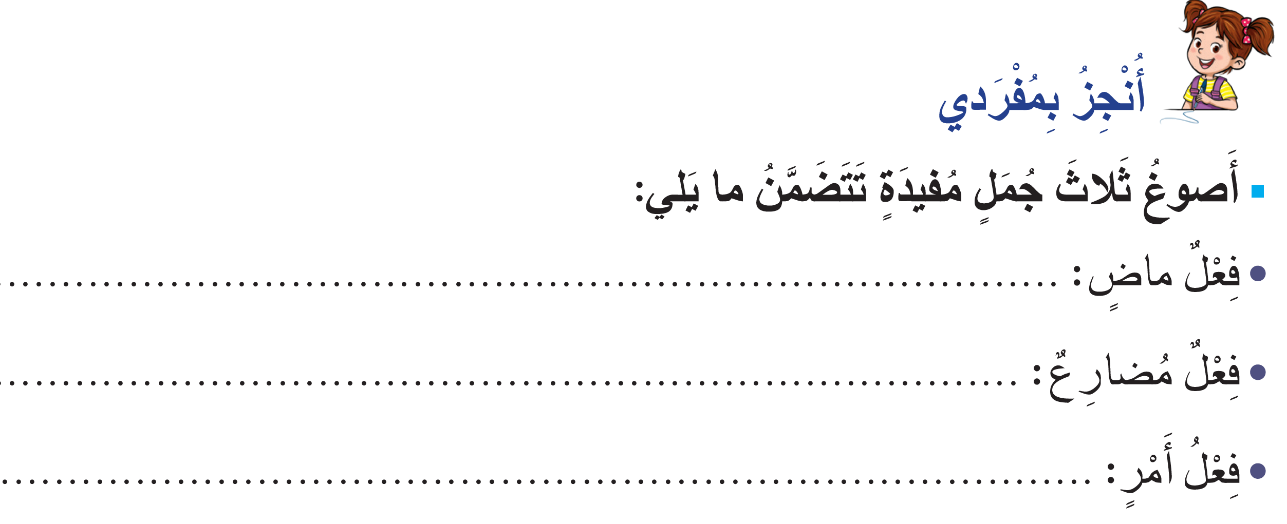 أُنْجِزُ بِمُفْرَدي
أَصوغُ ثَلاثَ جُمَلٍ مُفيدَةٍ تَتَضَمَّنُ ما يَلي:
• فِعْلٌ ماضٍ: ................................................................................
• فِعْلٌ مُضارِعٌ: .............................................................................
• فِعْلُ أَمْرٍ: ..................................................................................